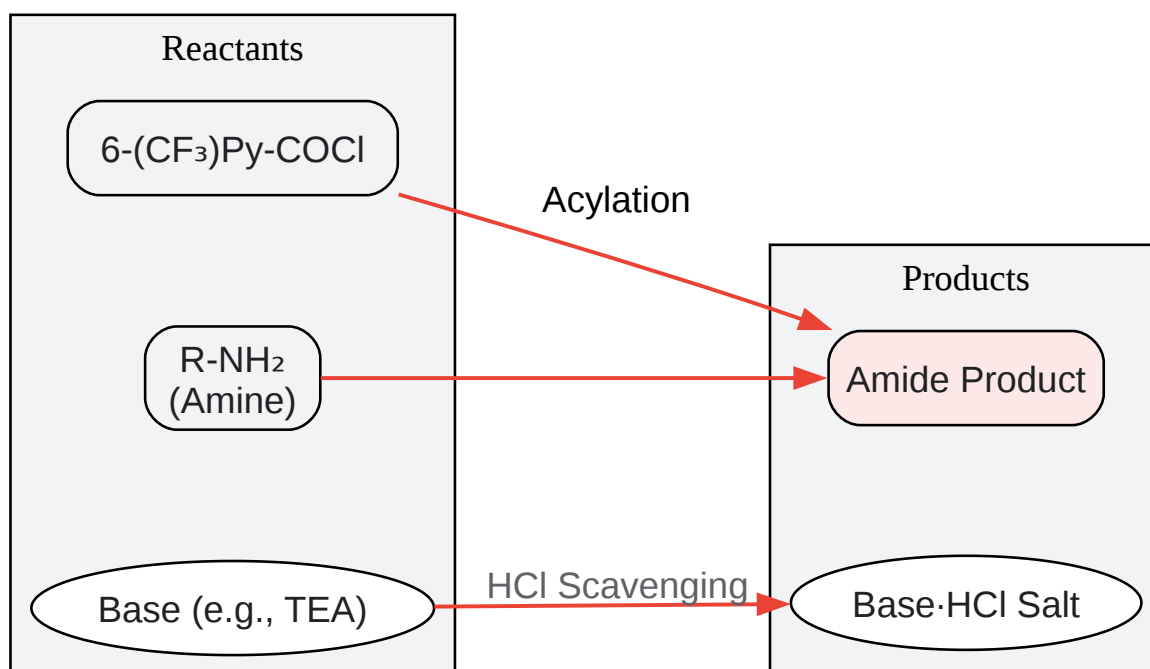 Reactants
6-(CF₃)Py-COCl
Acylation
Products
R-NH₂
(Amine)
Amide Product
Base (e.g., TEA)
HCl Scavenging
Base·HCl Salt